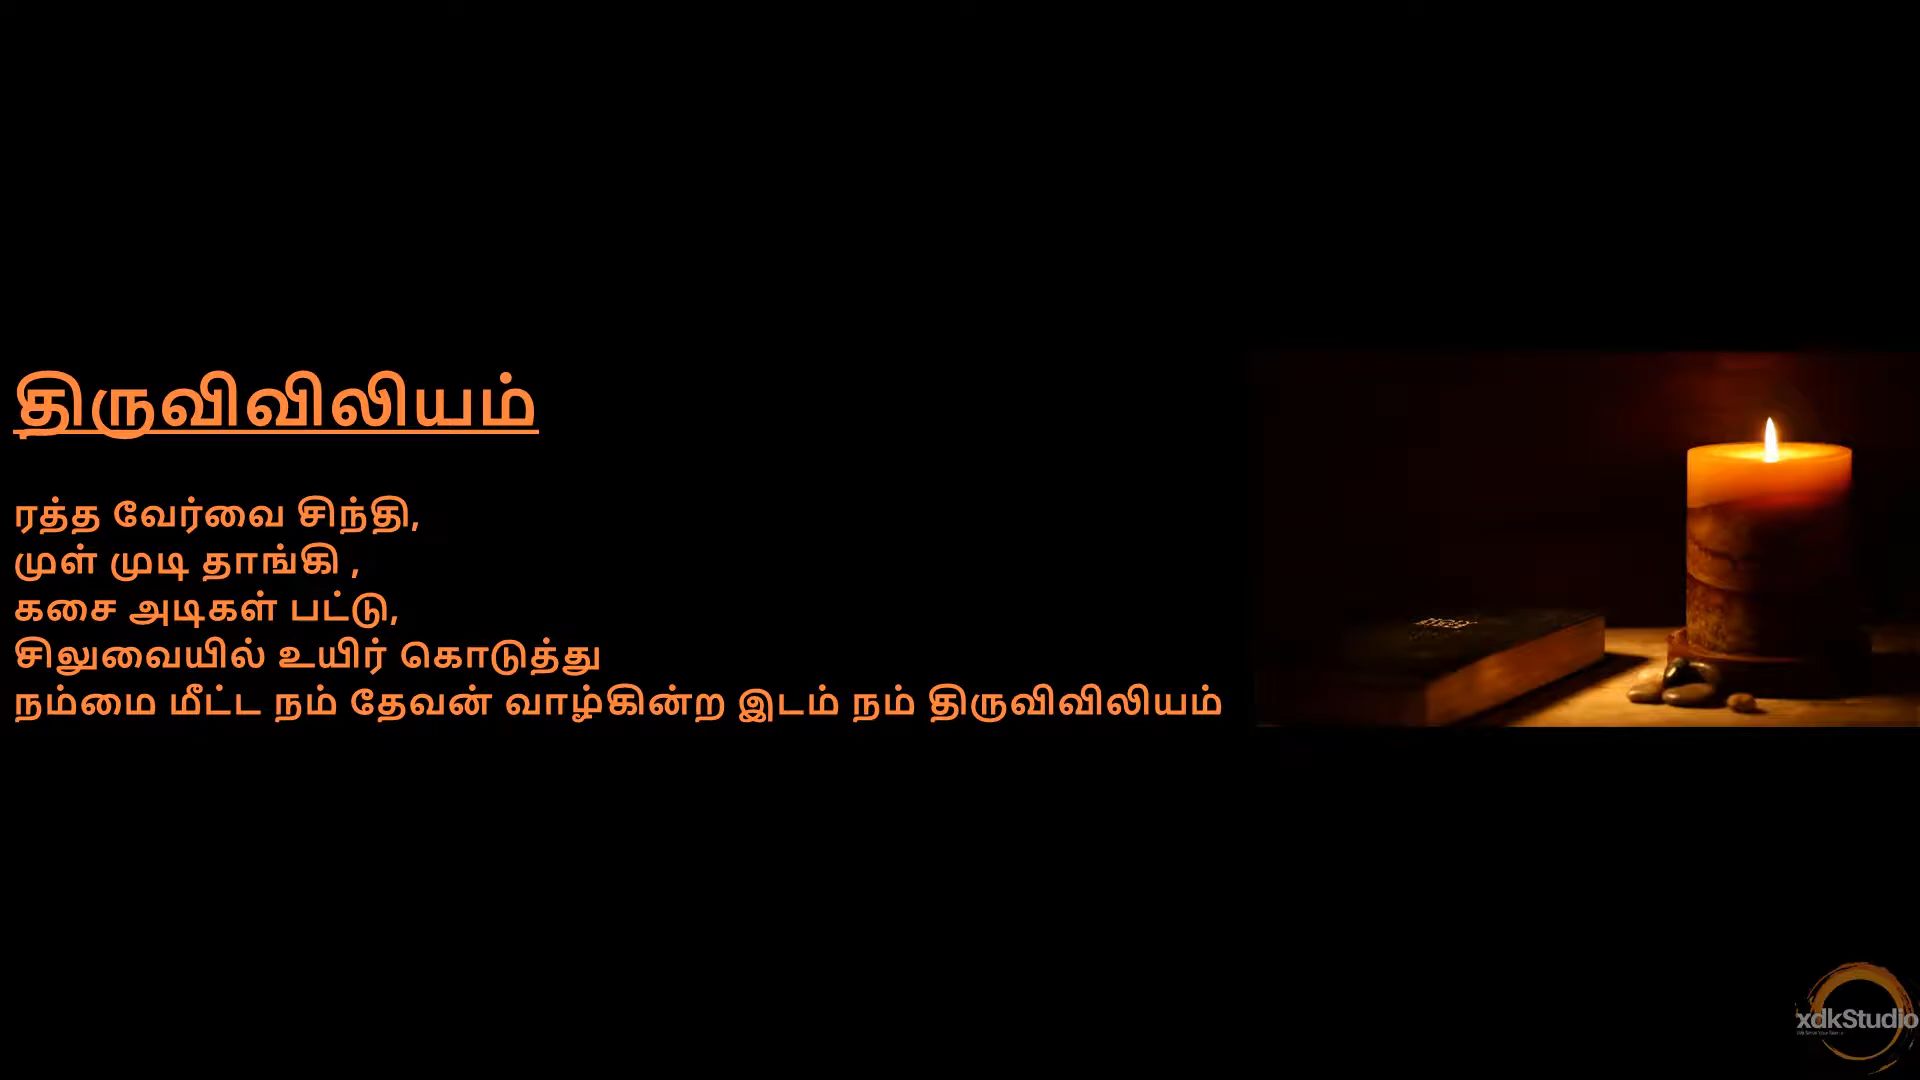 திருவிவிலியம்
ரத்த வேர்வை சிந்தி,
முள் முடி தாங்கி ,
கசை அடிகள் பட்டு,
சிலுவையில் உயிர் கொடுத்து
நம்மை மீட்ட நம் தேவன் வாழ்கின்ற இடம் நம் திருவிவிலியம்
xdkStudio